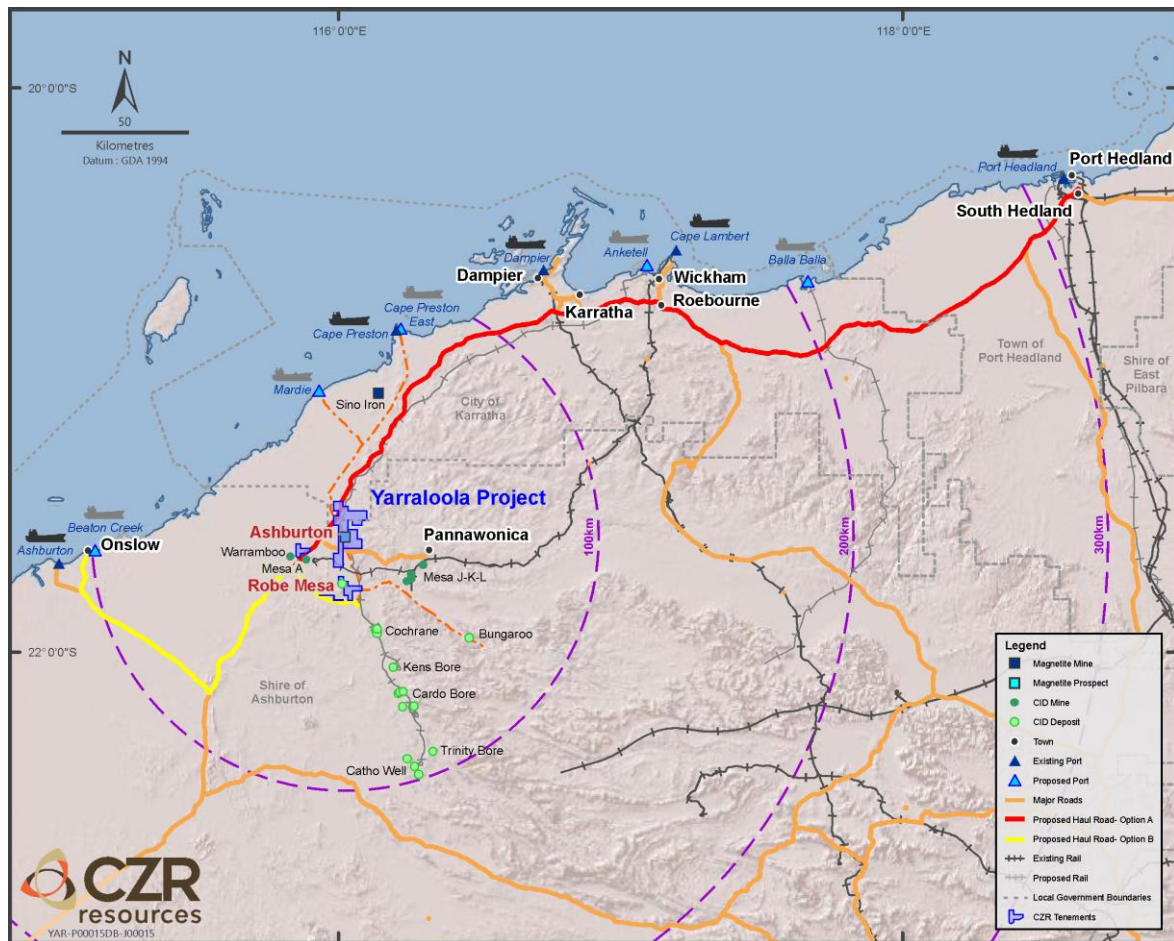 116°0'0"E
118°0'0"E
N
20°0'0"S
50
Kilometres
Datum : GDA 1994
Port Headland
Port Hedland
South Hedland
Cape Lambert
Anketell
Balla Balla
Dampier
Dampier
Wickham
Roebourne
Karratha
Cape Preston
East
Cape Preston
Town of
Port Headland
Shire of
East
Pilbara
Mardie
Sino Iron
City of
Karratha
Yarraloola Project
Beaton Creek
Ashburton
Onslow
Ashburton
Pannawonica
100km
200km
300km
Warramboo
Mesa A
Mesa J-K-L
Robe Mesa
Cochrane
Bungaroo
22°0'0"S
Kens Bore
Shire of
Ashburton
Cardo Bore
Trinity Bore
Catho Well
Legend
Magnetite Mine
Magnetite Prospect
CID Mine
CID Deposit
Town
Existing Port
Proposed Port
Major Roads
Proposed Haul Road- Option A
Proposed Haul Road- Option B
Existing Rail
Proposed Rail
Local Government Boundaries
CZR Tenements
CZR
resources
YAR-P00015DB-J00015